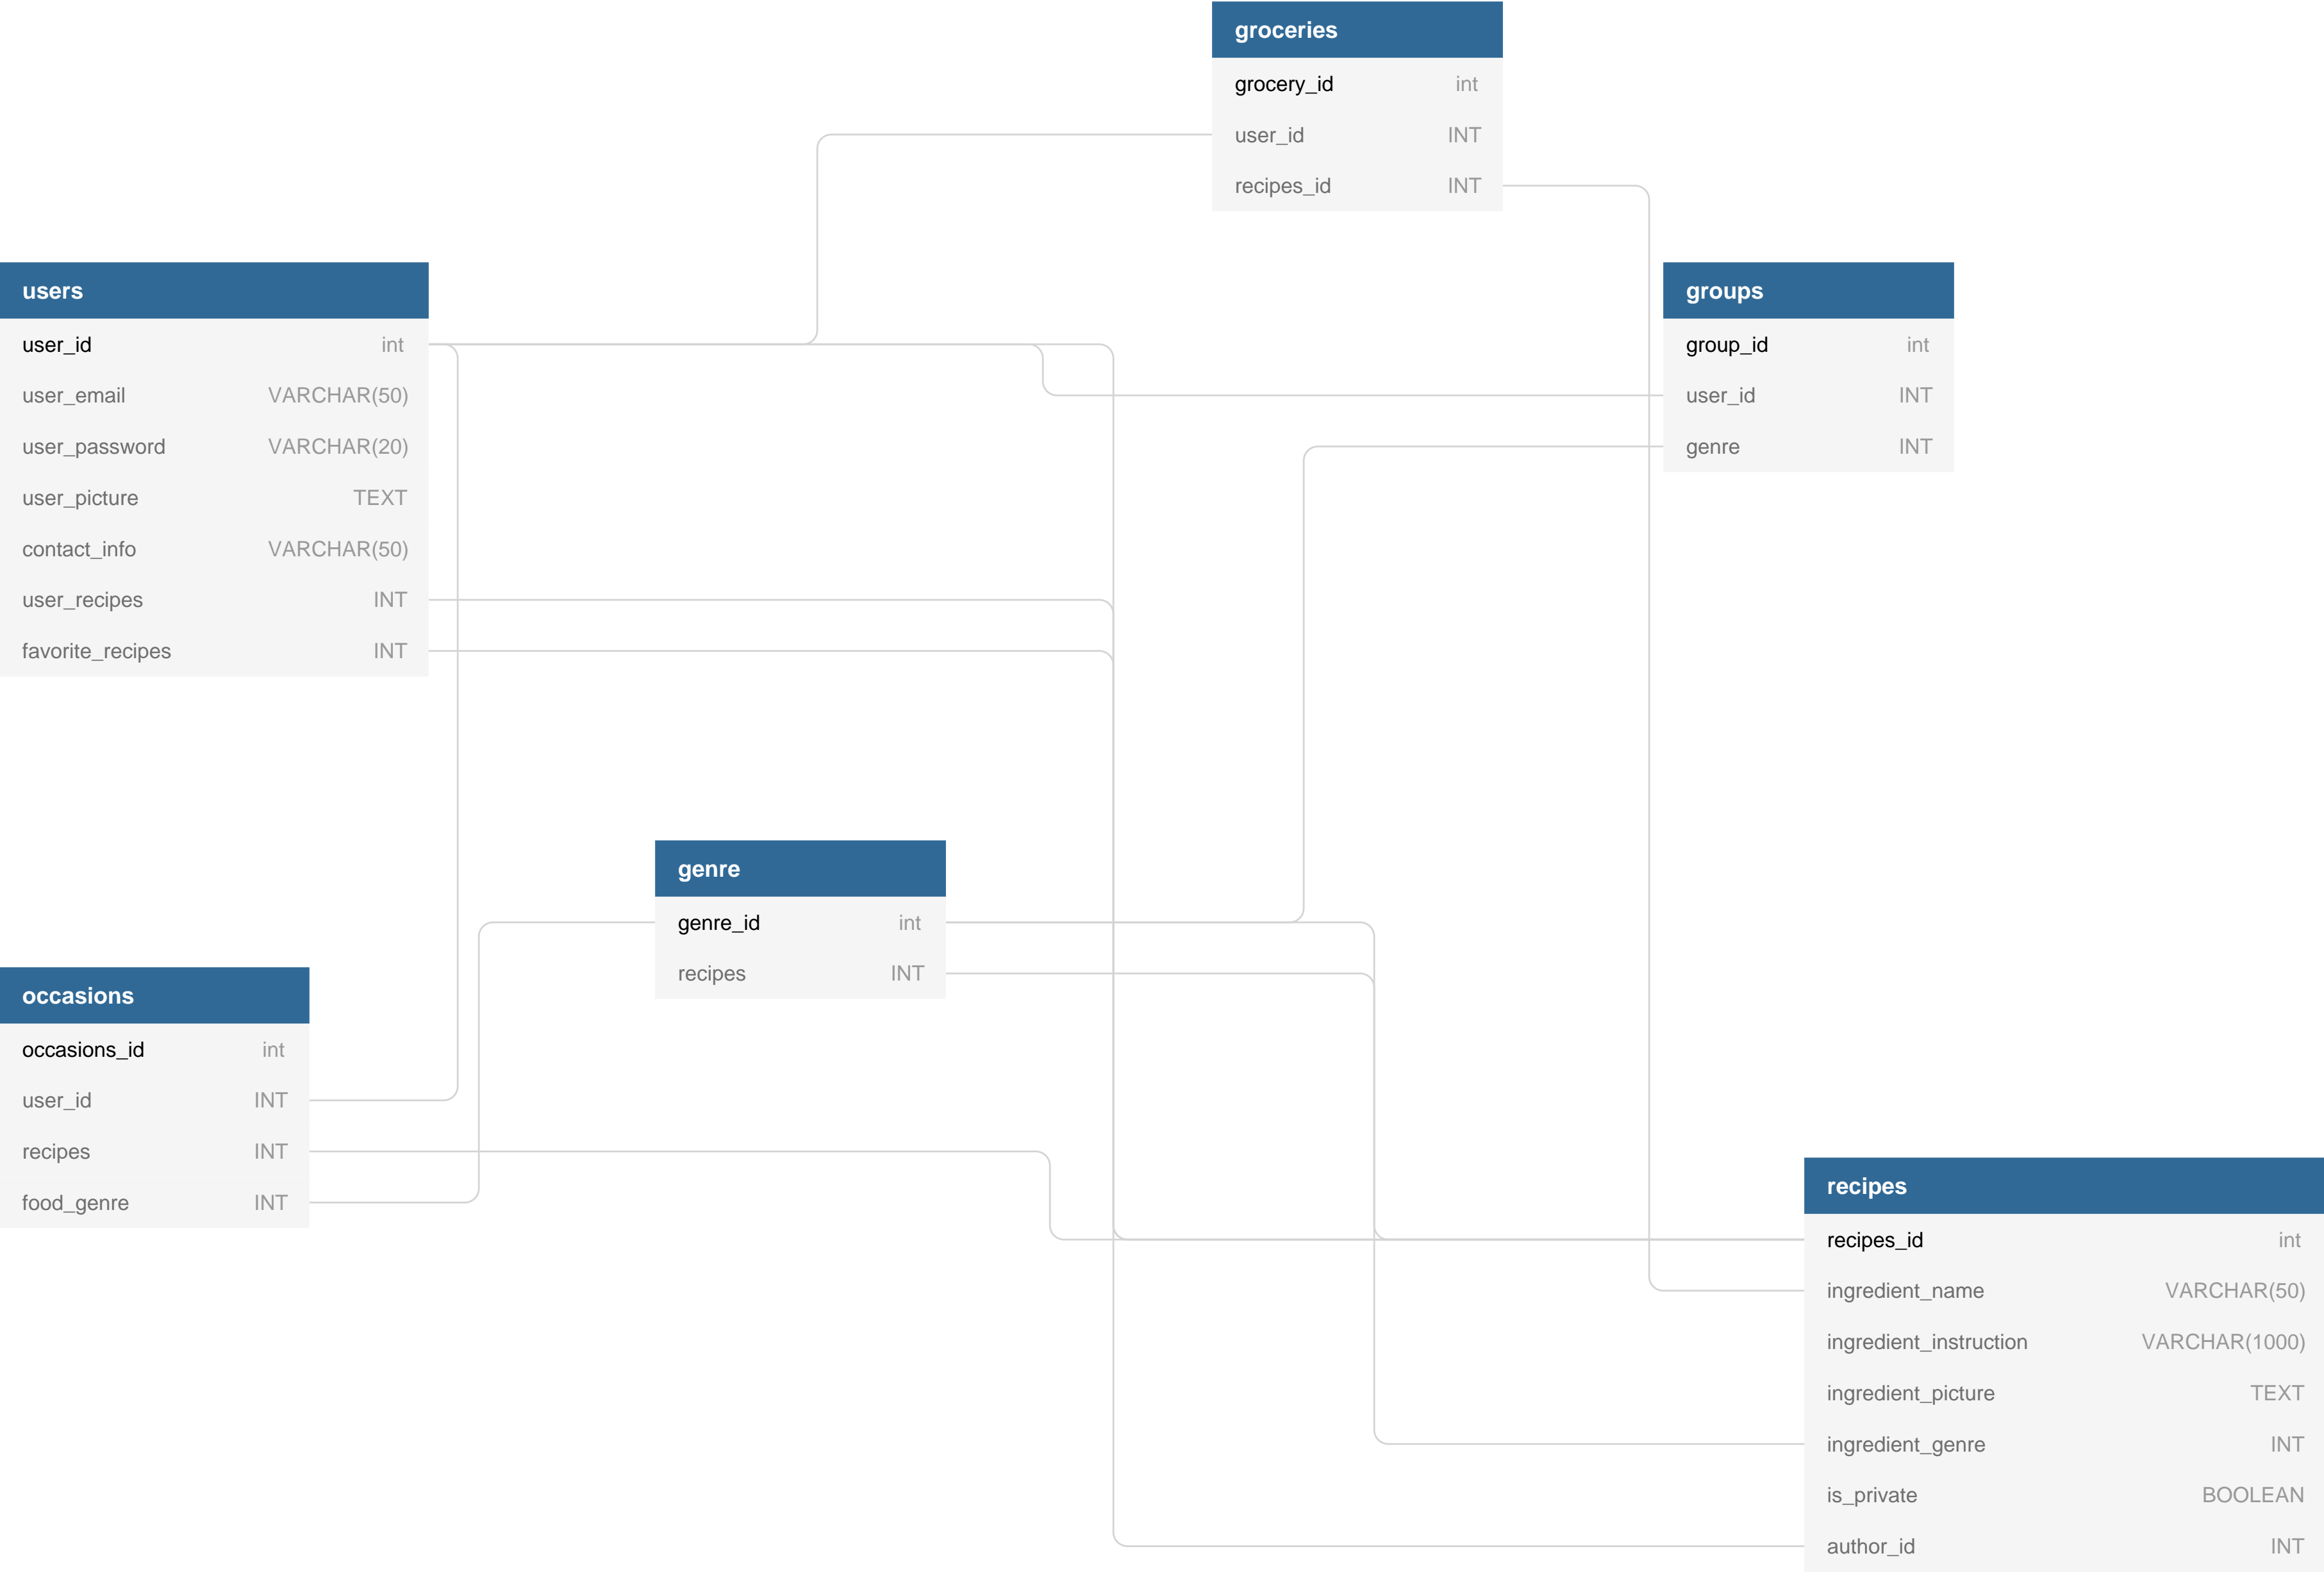 groceries
grocery_id int
user_id INT
recipes_id INT
users
user_id int
user_email VARCHAR(50)
user_password VARCHAR(20)
user_picture TEXT
contact_info VARCHAR(50)
user_recipes INT
favorite_recipes INT
groups
group_id int
user_id INT
genre INT
genre
genre_id int
recipes INT
occasions
occasions_id int
user_id INT
recipes INT
food_genre INT
recipes
recipes_id int
ingredient_name VARCHAR(50)
ingredient_instruction VARCHAR(1000)
ingredient_picture TEXT
ingredient_genre INT
is_private BOOLEAN
author_id INT